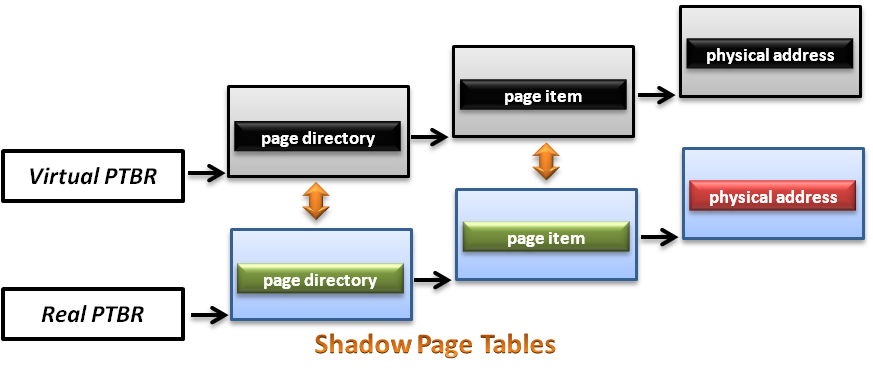 physical address
page item
page directory
Virtual PTBR
physical address
page item
page directory
Real PTBR
Shadow Page Tables